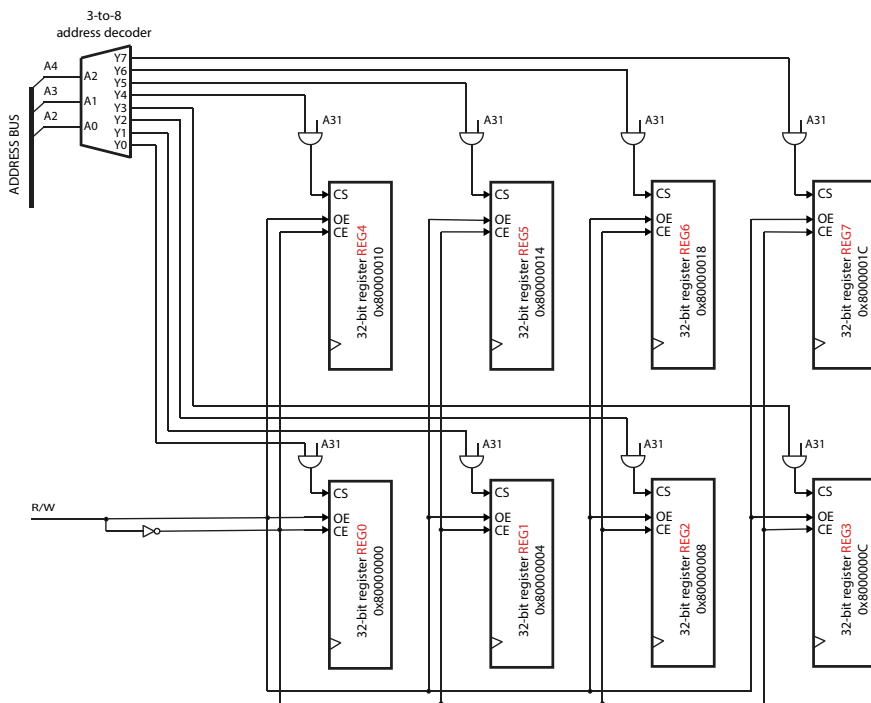 3-to-8
address decoder
ADDRESS BUS
A4
A3
A2
A2
A1
A0
Y7
Y6
Y5
Y4
Y3
Y2
Y1
Y0
A31
A31
A31
A31
CS
OE
CE
32-bit register REG4
0x80000010
CS
OE
CE
32-bit register REG5
0x80000014
CS
OE
CE
32-bit register REG6
0x80000018
CS
OE
CE
32-bit register REG7
0x8000001C
A31
A31
A31
A31
R/W
CS
OE
CE
32-bit register REG0
0x80000000
CS
OE
CE
32-bit register REG1
0x80000004
CS
OE
CE
32-bit register REG2
0x80000008
CS
OE
CE
32-bit register REG3
0x8000000C